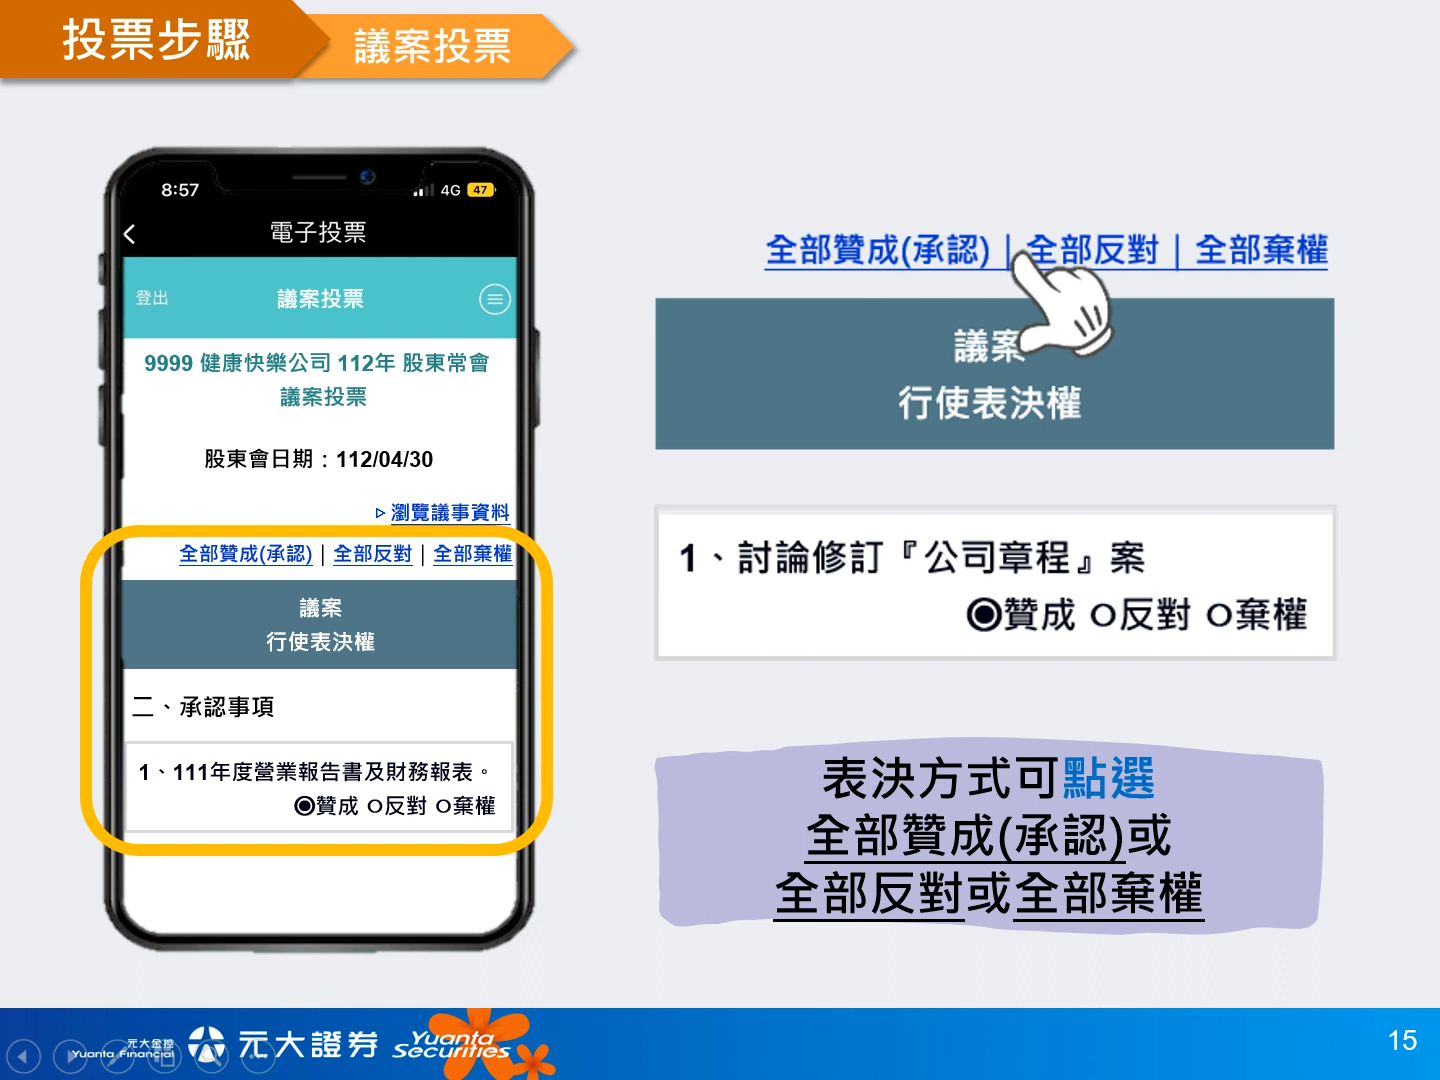 投票步驟
議案投票
8:57
4G
47
電子投票
登出
議案投票
9999 健康快樂公司 112年 股東常會
議案投票
股東會日期：112/04/30
▷ 瀏覽議事資料
全部贊成(承認)｜全部反對｜全部棄權
議案
行使表決權
二、承認事項
1、111年度營業報告書及財務報表。
◉贊成 O反對 O棄權
全部贊成(承認)｜全部反對｜全部棄權
議案
行使表決權
1、討論修訂『公司章程』案
◉贊成 O反對 O棄權
表決方式可點選
全部贊成(承認)或
全部反對或全部棄權
元大金控
Yuanta Financial
元大證券
Yuanta
Securities
15